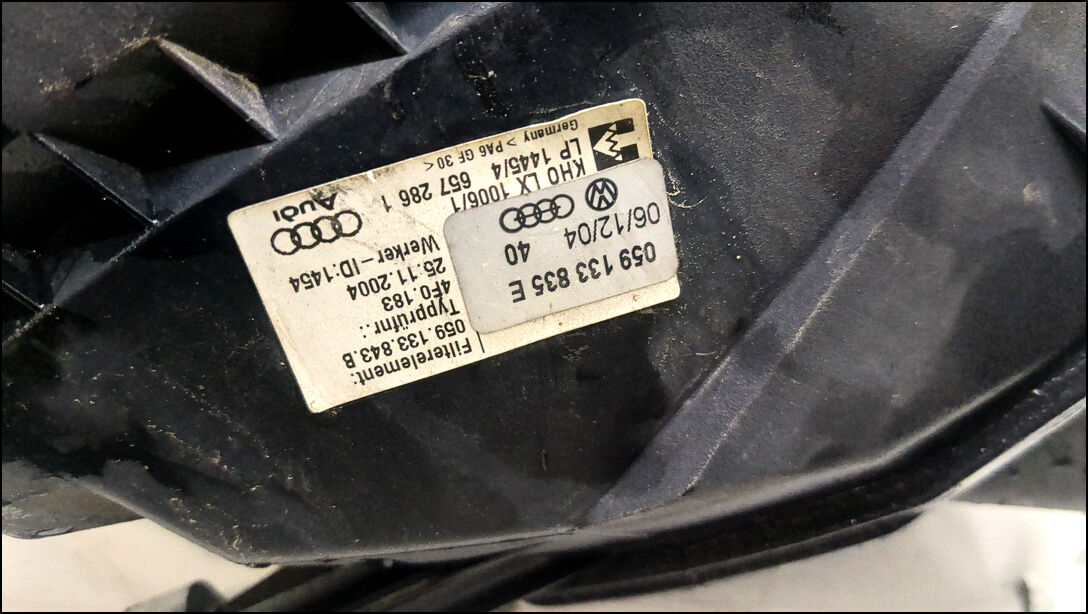 059 133 835 E
06/12/04 40
KHO LX 1006/1
LP 1445/4 657 286 1
Germany > PA6 GF 30 <
Filterelement:
059.133.843.B
Typprüfnr.:
4F0.183
25.11.2004
Werker-ID:1454
Audi